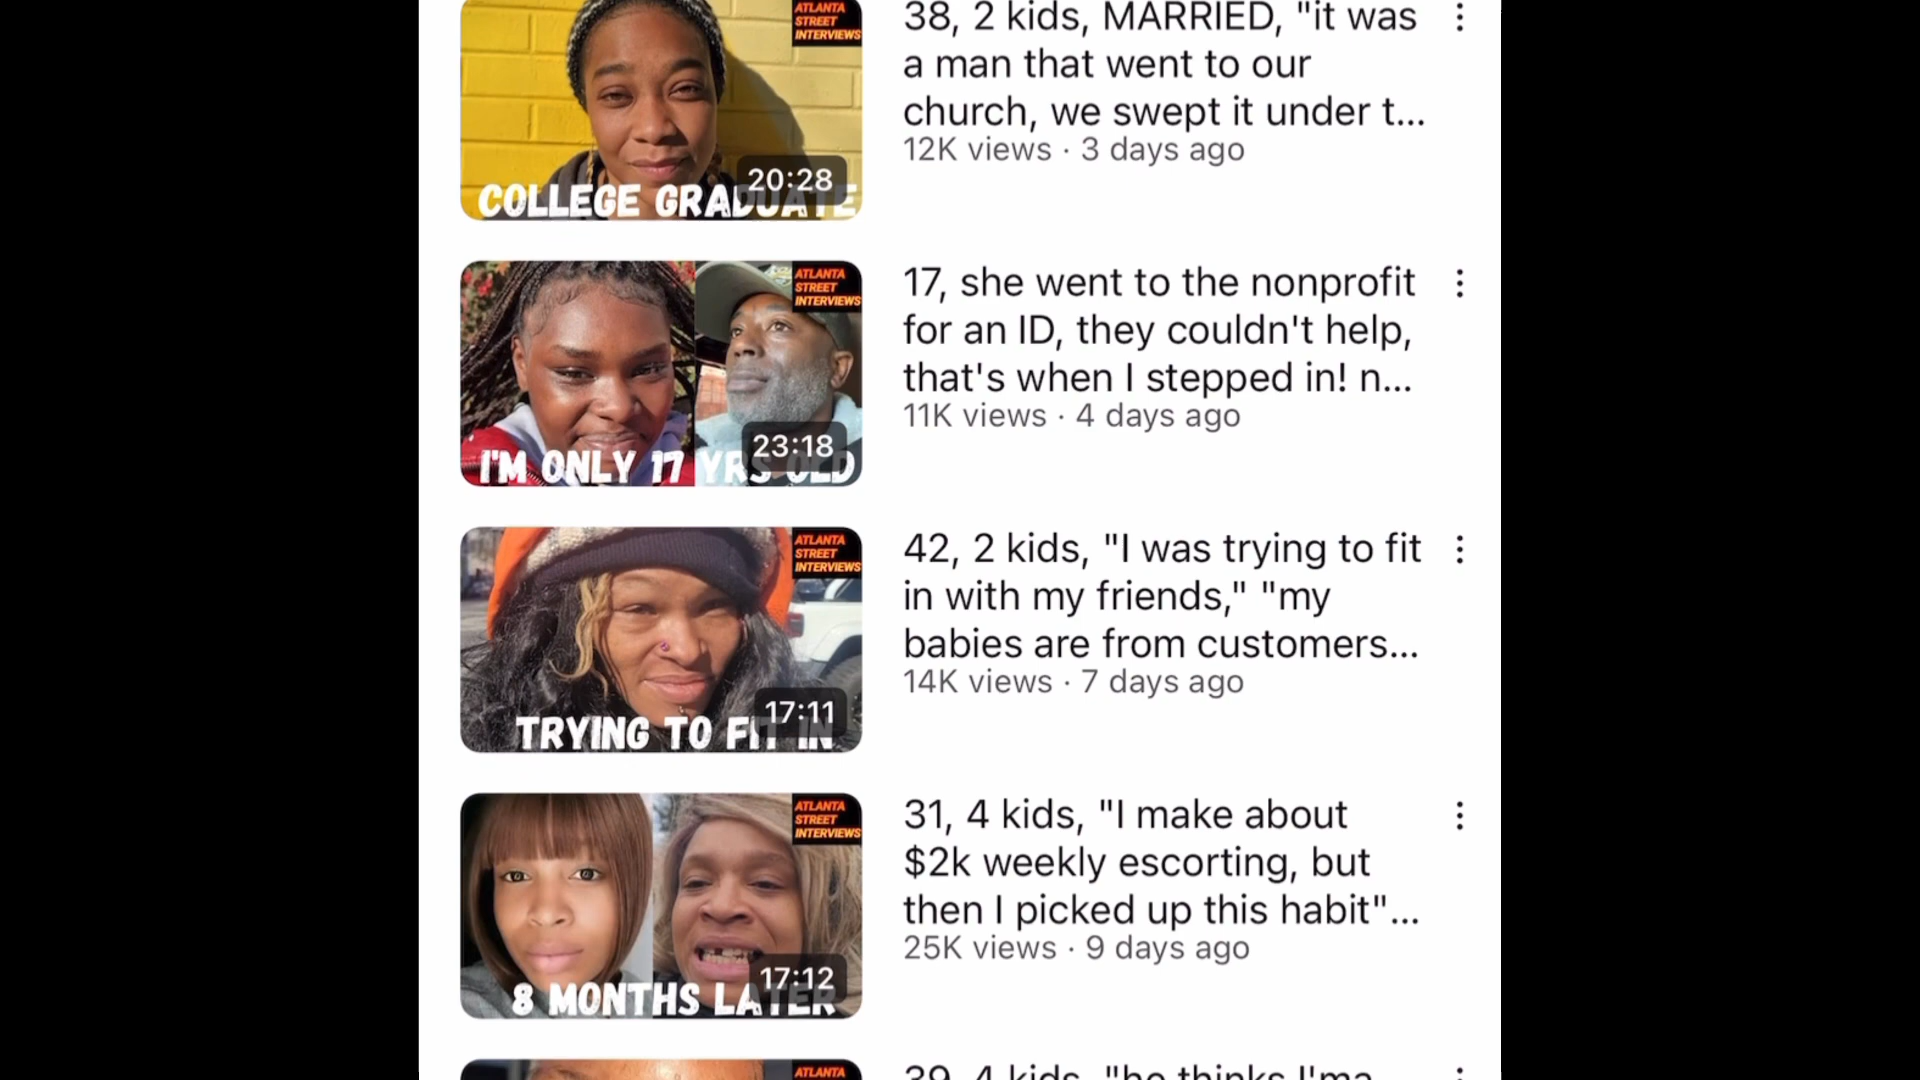 ATLANTA
STREET
INTERVIEWS
20:28
COLLEGE GRADUATE
38, 2 kids, MARRIED, "it was
a man that went to our
church, we swept it under t...
12K views · 3 days ago
ATLANTA
STREET
INTERVIEWS
23:18
I'M ONLY 17 YRS OLD
17, she went to the nonprofit
for an ID, they couldn't help,
that's when I stepped in! n...
11K views · 4 days ago
ATLANTA
STREET
INTERVIEWS
17:11
TRYING TO FIT IN
42, 2 kids, "I was trying to fit
in with my friends," "my
babies are from customers...
14K views · 7 days ago
ATLANTA
STREET
INTERVIEWS
17:12
8 MONTHS LATER
31, 4 kids, "I make about
$2k weekly escorting, but
then I picked up this habit"...
25K views · 9 days ago
ATLANTA
39, 4 kids, "he thinks I'ma